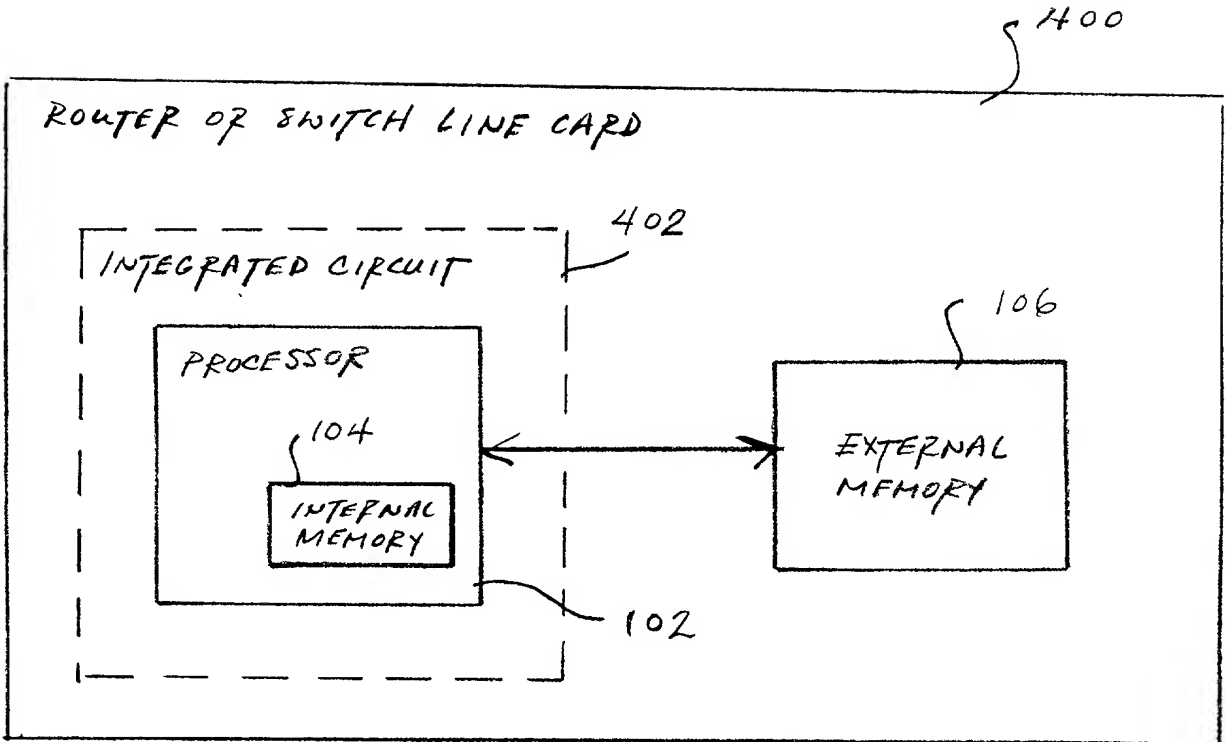 400
ROUTER OR SWITCH LINE CARD
402
INTEGRATED CIRCUIT
106
PROCESSOR
104
EXTERNAL
MEMORY
INTERNAL
MEMORY
102